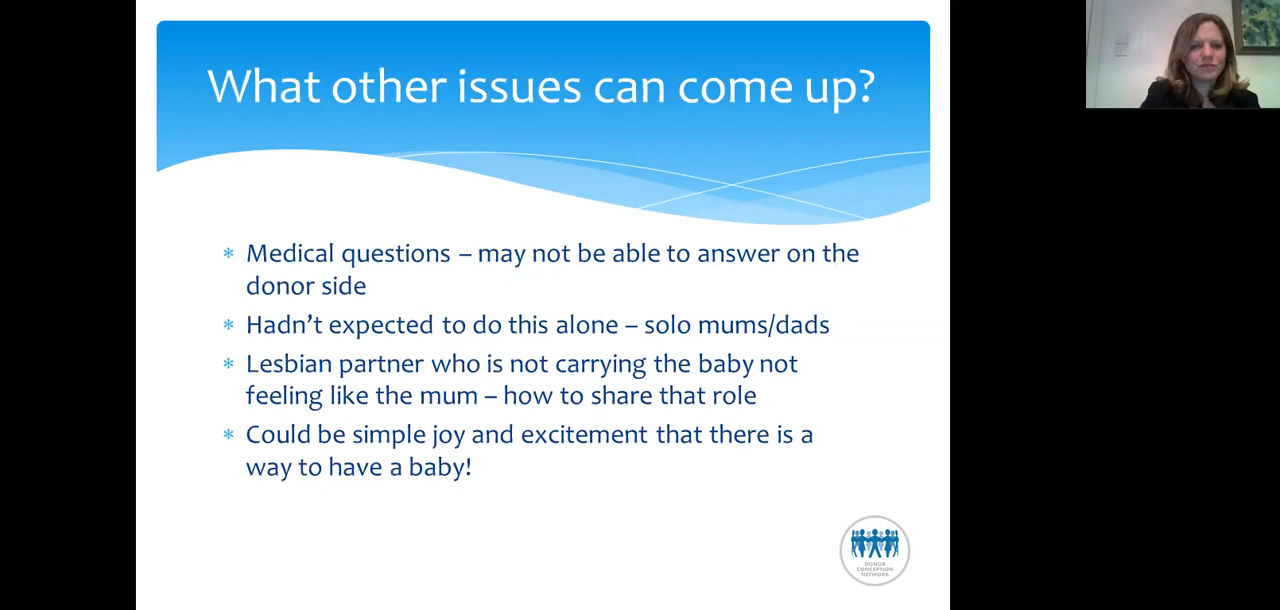 What other issues can come up?
* Medical questions – may not be able to answer on the
donor side
* Hadn't expected to do this alone – solo mums/dads
* Lesbian partner who is not carrying the baby not
feeling like the mum – how to share that role
* Could be simple joy and excitement that there is a
way to have a baby!
DONOR
CONCEPTION
NETWORK